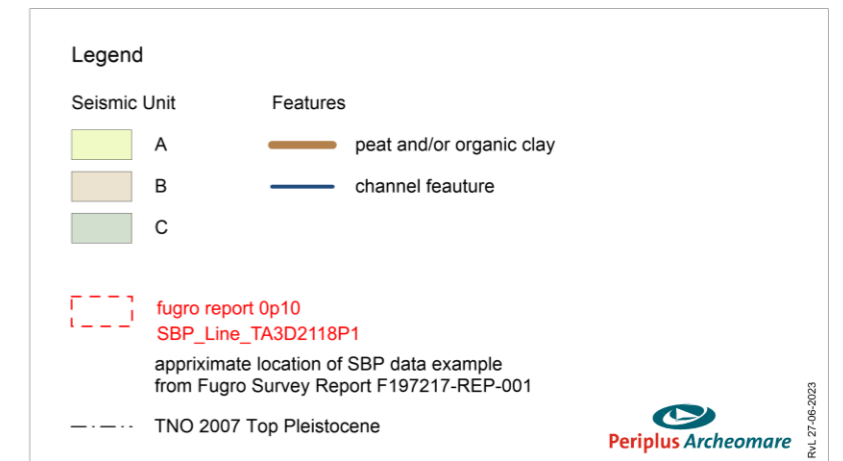 Legend
Seismic Unit
Features
A
peat and/or organic clay
B
channel feauture
C
fugro report 0p10
SBP_Line_TA3D2118P1
appriximate location of SBP data example
from Fugro Survey Report F197217-REP-001
TNO 2007 Top Pleistocene
Periplus Archeomare
RvL 27-06-2023